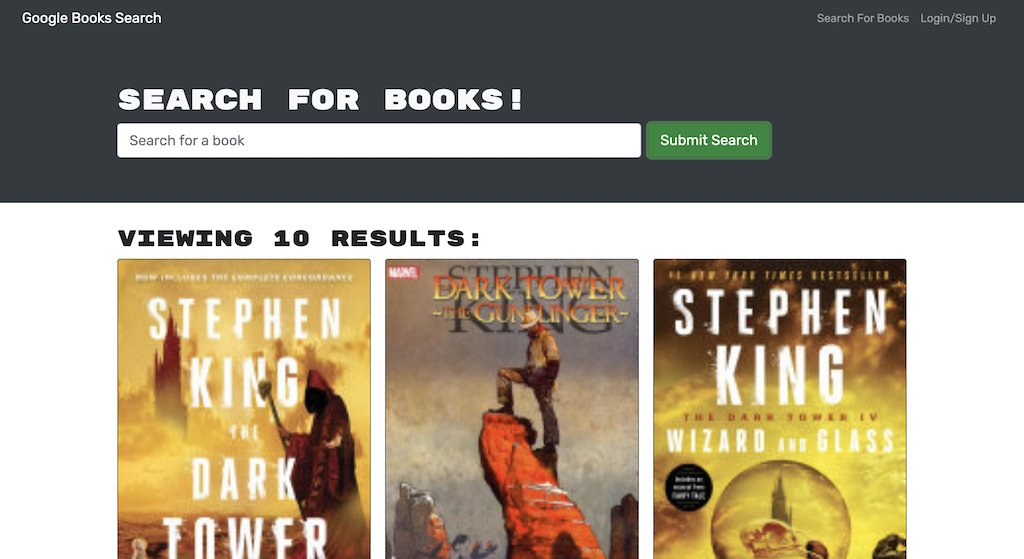 Google Books Search
Search For Books
Login/Sign Up
SEARCH FOR BOOKS!
Search for a book
Submit Search
VIEWING 10 RESULTS:
NOW INCLUDES THE COMPLETE CONCORDANCE
STEPHEN
KING
THE
DARK
TOWER
MARVEL
STEPHEN
KING
DARK TOWER
~THE GUNSLINGER~
#1 NEW YORK TIMES BESTSELLER
STEPHEN
KING
THE DARK TOWER IV
WIZARD AND GLASS
Includes an
excerpt from
FAIRY TALE